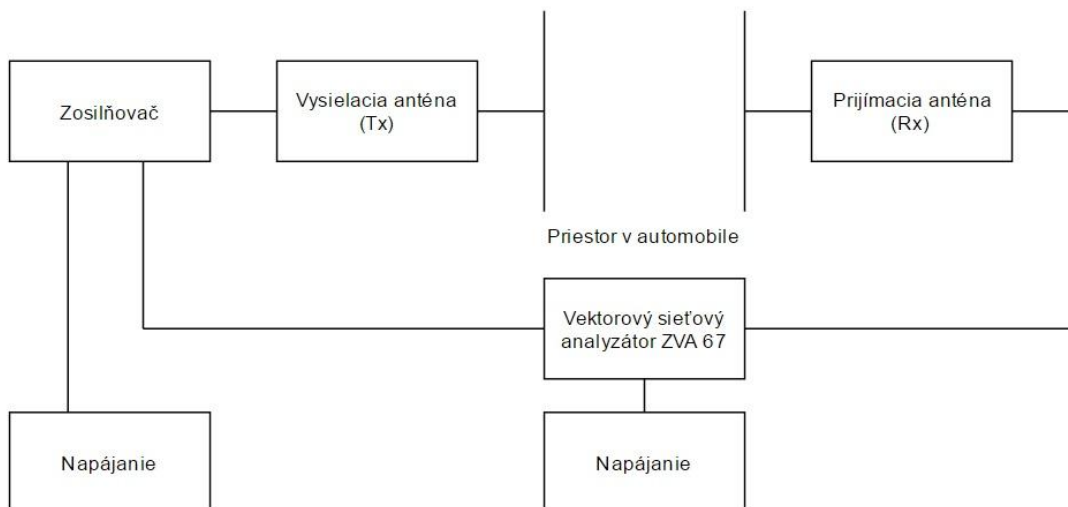 Zosilňovač
Vysielacia anténa
(Tx)
Prijímacia anténa
(Rx)
Priestor v automobile
Vektorový sieťový
analyzátor ZVA 67
Napájanie
Napájanie